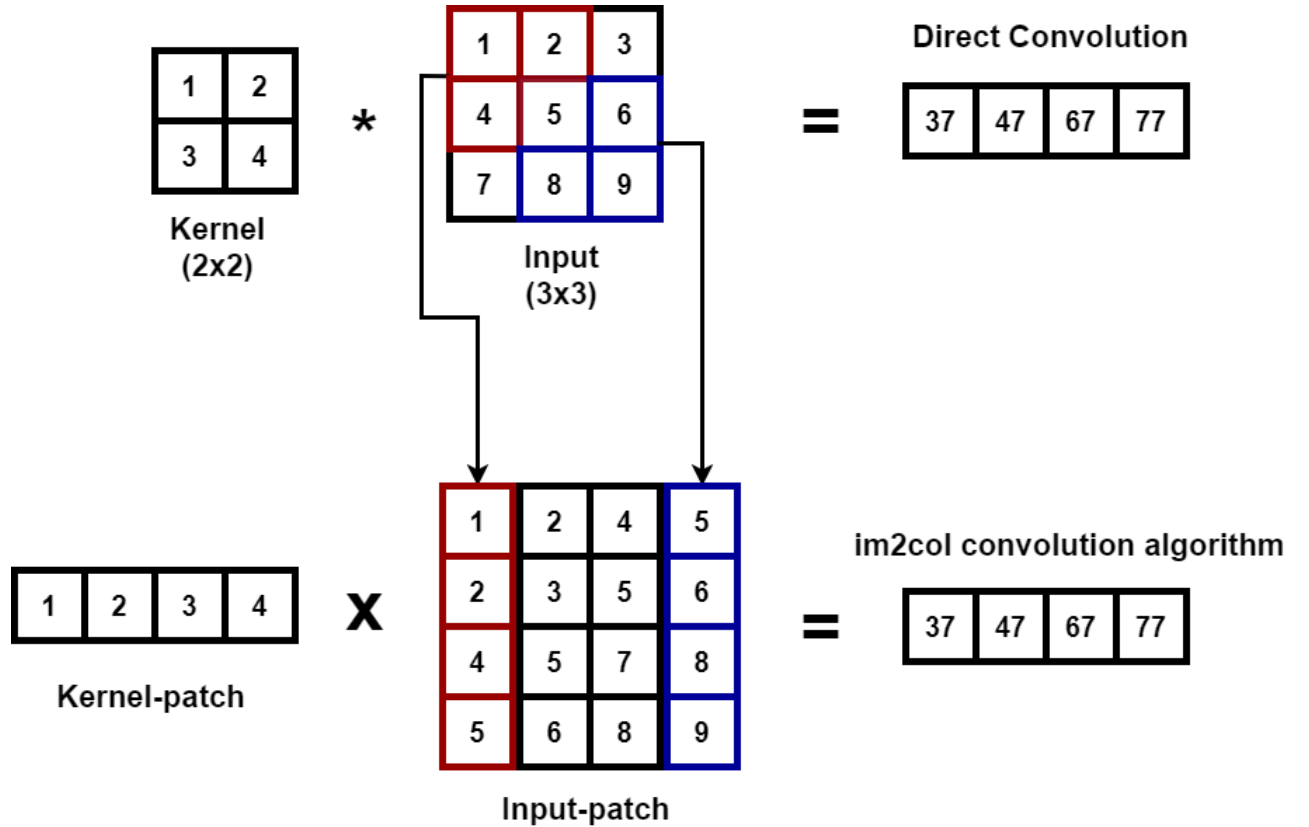 Direct Convolution
1 2
3 4
*
1 2 3
4 5 6
7 8 9
=
37 47 67 77
Kernel
(2x2)
Input
(3x3)
im2col convolution algorithm
1 2 3 4
x
1 2 4 5
2 3 5 6
4 5 7 8
5 6 8 9
=
37 47 67 77
Kernel-patch
Input-patch